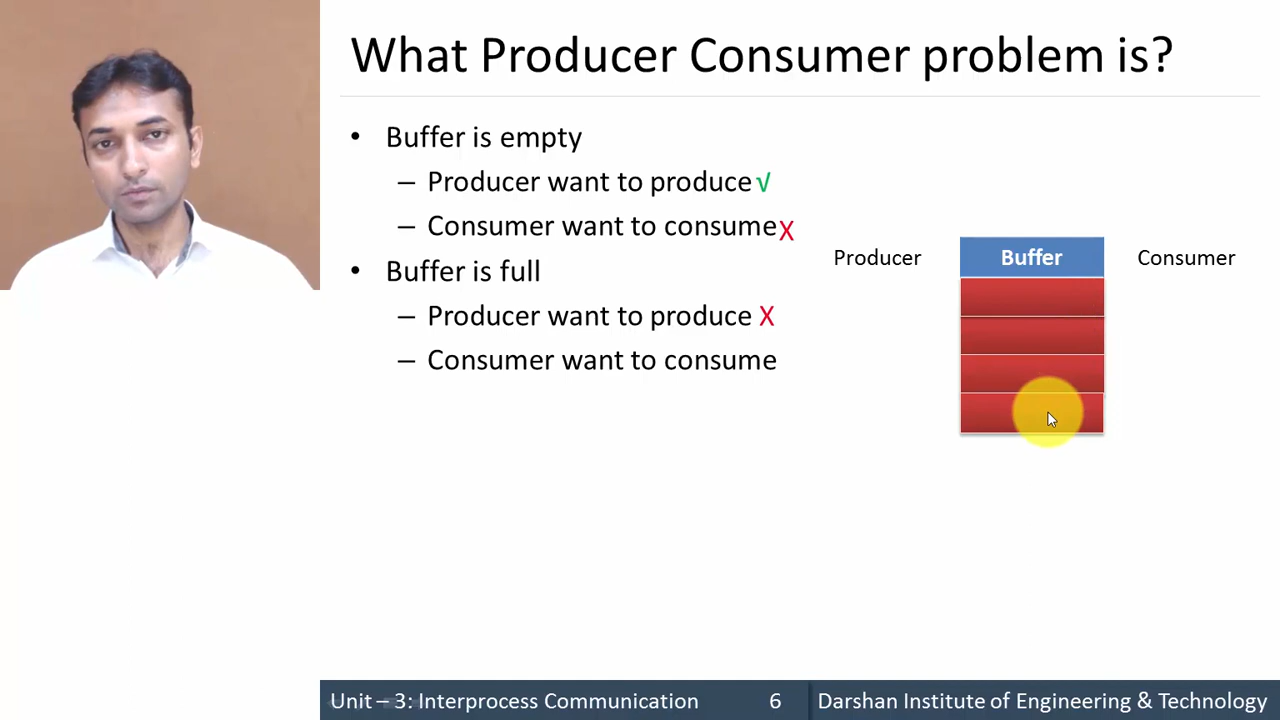 What Producer Consumer problem is?
• Buffer is empty
– Producer want to produce √
– Consumer want to consume X
• Buffer is full
– Producer want to produce X
– Consumer want to consume
Producer
Buffer
Consumer
Unit – 3: Interprocess Communication
6
Darshan Institute of Engineering & Technology